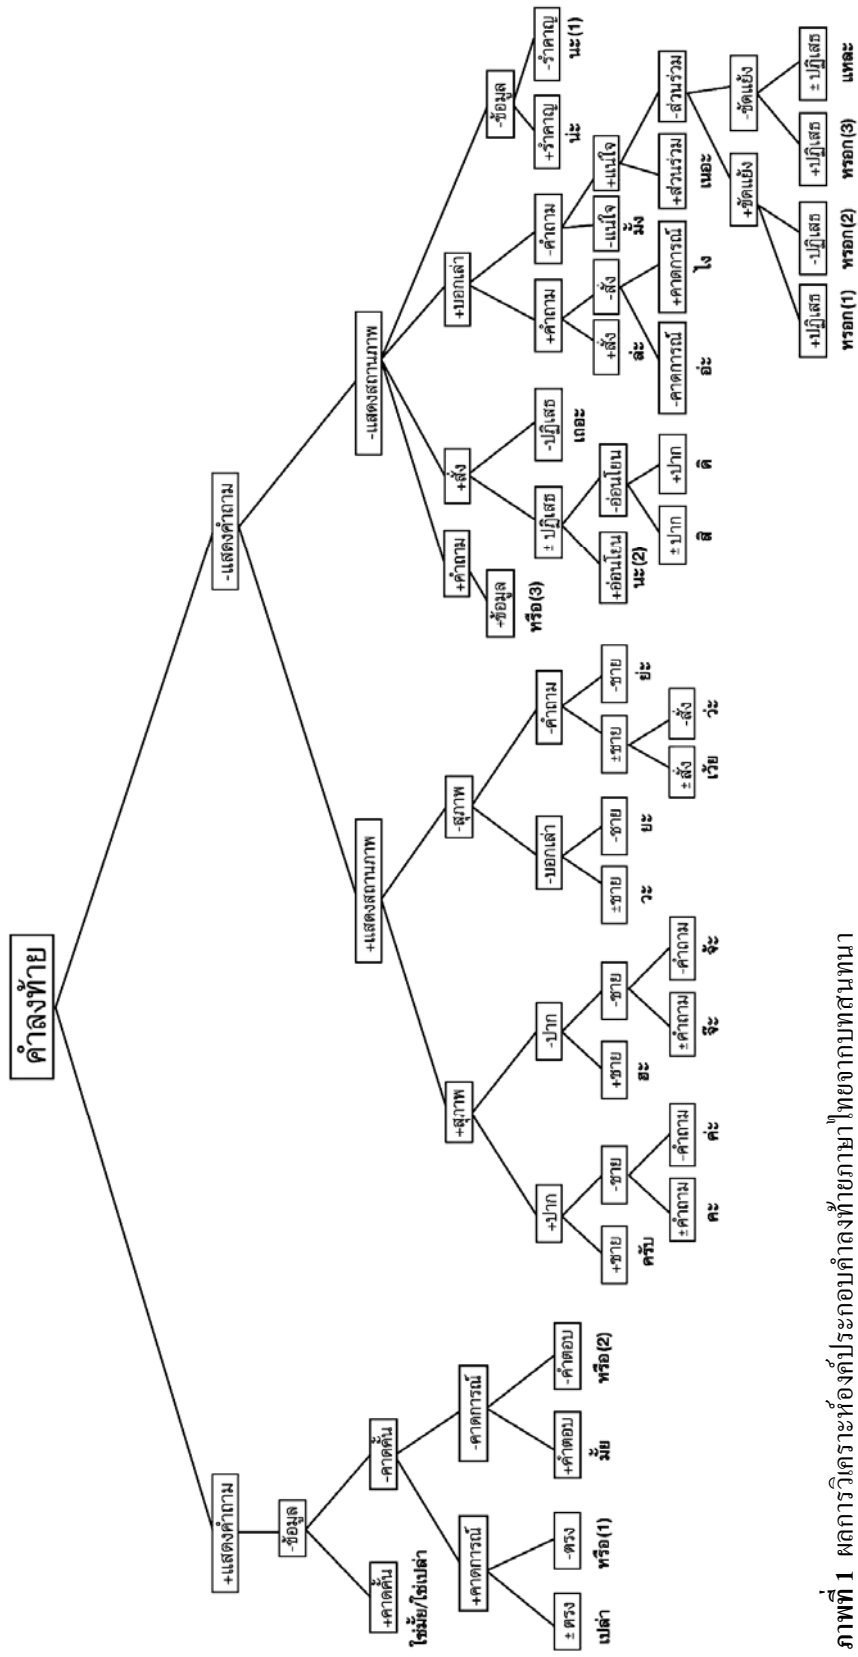 คำลงท้าย
+แสดงคำถาม
-แสดงคำถาม
-ข้อมูล
+แสดงสถานภาพ
-แสดงสถานภาพ
+คาดคั้น
-คาดคั้น
ใช่มั้ย/ใช่เปล่า
+คาดการณ์
-คาดการณ์
± ตรง
-ตรง
+คำตอบ
-คำตอบ
เปล่า
หรือ(1)
มั้ย
หรือ(2)
+สุภาพ
-สุภาพ
+ปาก
-ปาก
-บอกเล่า
-คำถาม
+ชาย
-ชาย
+ชาย
-ชาย
±ชาย
-ชาย
±ชาย
-ชาย
ครับ
ฮะ
วะ
ยะ
ย่ะ
±คำถาม
-คำถาม
±คำถาม
-คำถาม
±สั่ง
-สั่ง
คะ
ค่ะ
จ๊ะ
จ้ะ
เว้ย
ว่ะ
+คำถาม
+สั่ง
+บอกเล่า
-ข้อมูล
+ข้อมูล
หรือ(3)
± ปฏิเสธ
-ปฏิเสธ
เถอะ
+อ่อนโยน
-อ่อนโยน
นะ(2)
±ปาก
+ปาก
สิ
ดิ
+คำถาม
-คำถาม
+รำคาญ
-รำคาญ
น่ะ
นะ(1)
+สั่ง
-สั่ง
-แน่ใจ
+แน่ใจ
ล่ะ
มั้ง
-คาดการณ์
+คาดการณ์
+ส่วนร่วม
-ส่วนร่วม
อ่ะ
ไง
เนอะ
+ขัดแย้ง
-ขัดแย้ง
+ปฏิเสธ
-ปฏิเสธ
+ปฏิเสธ
± ปฏิเสธ
หรอก(1)
หรอก(2)
หรอก(3)
แหละ
ภาพที่ 1 ผลการวิเคราะห์องค์ประกอบคำลงท้ายภาษาไทยจากบทสนทนา